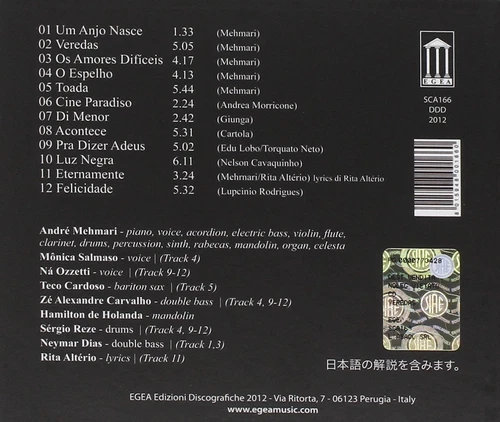 01 Um Anjo Nasce 1.33 (Mehmari)
02 Veredas 5.05 (Mehmari)
03 Os Amores Difíceis 4.17 (Mehmari)
04 O Espelho 4.13 (Mehmari)
05 Toada 5.44 (Mehmari)
06 Cine Paradiso 2.24 (Andrea Morricone)
07 Di Menor 2.42 (Giunga)
08 Acontece 5.31 (Cartola)
09 Pra Dizer Adeus 5.02 (Edu Lobo/Torquato Neto)
10 Luz Negra 6.11 (Nelson Cavaquinho)
11 Eternamente 3.24 (Mehmari/Rita Altério) lyrics di Rita Altério
12 Felicidade 5.32 (Lupcinio Rodrigues)
EGEA
SCA166
DDD
2012
André Mehmari - piano, voice, acordion, electric bass, violin, flute,
clarinet, drums, percussion, sinth, rabecas, mandolin, organ, celesta
Mônica Salmaso - voice | (Track 4)
Ná Ozzetti - voice | (Track 9-12)
Teco Cardoso - bariton sax | (Track 5)
Zé Alexandre Carvalho - double bass | (Track 4, 9-12)
Hamilton de Holanda - mandolin
Sérgio Reze - drums | (Track 4, 9-12)
Neymar Dias - double bass | (Track 1,3)
Rita Altério - lyrics | (Track 11)
SIAE
日本語の解説を含みます。
EGEA Edizioni Discografiche 2012 - Via Ritorta, 7 - 06123 Perugia - Italy
www.egeamusic.com